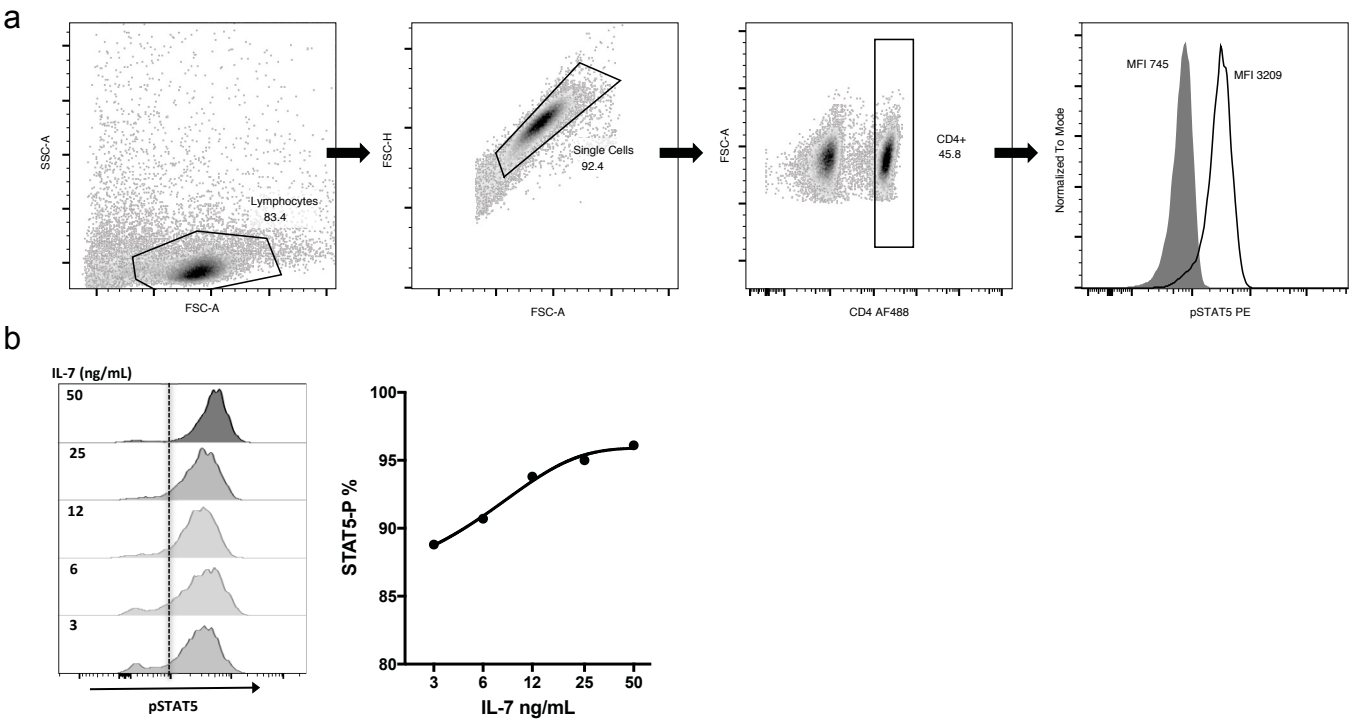 a
SSC-A
Lymphocytes
83.4
FSC-A
FSC-H
Single Cells
92.4
FSC-A
FSC-A
CD4+
45.8
CD4 AF488
Normalized To Mode
MFI 745
MFI 3209
pSTAT5 PE
b
IL-7 (ng/mL)
50
25
12
6
3
pSTAT5
STAT5-P %
100
95
90
85
80
3 6 12 25 50
IL-7 ng/mL